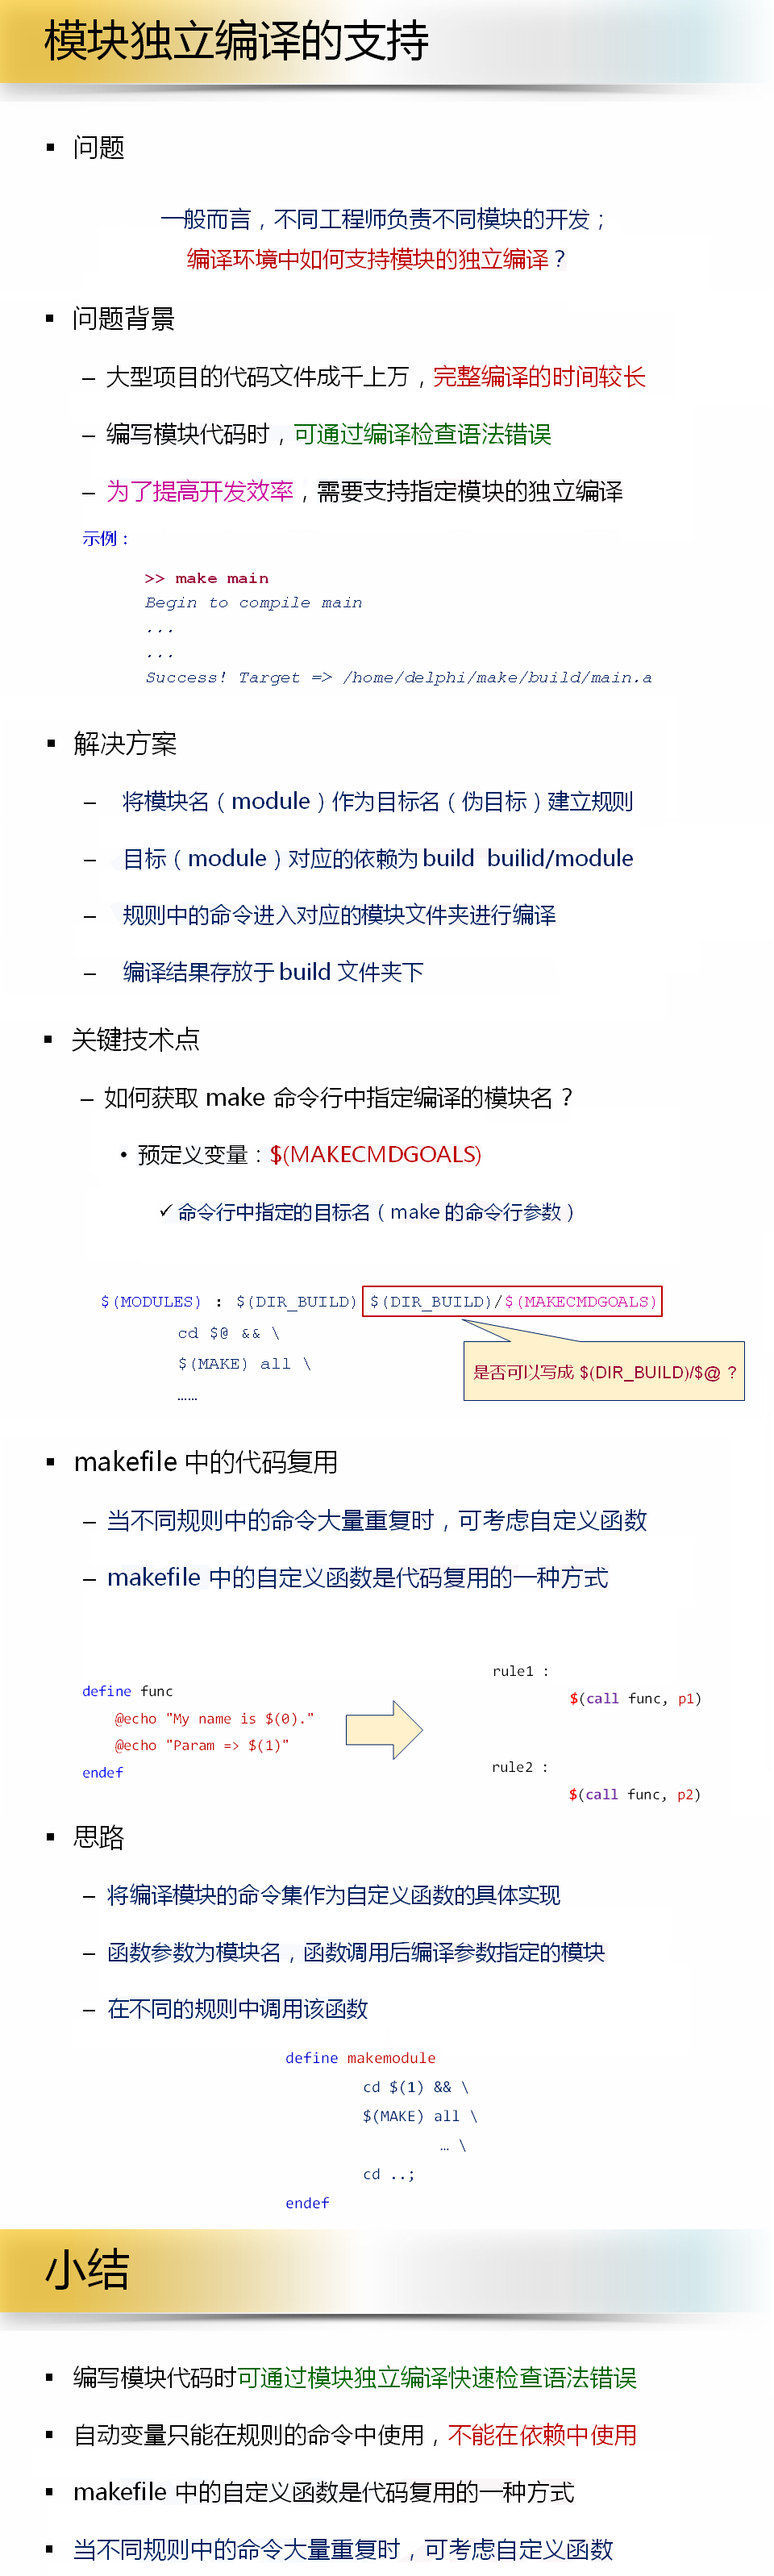 模块独立编译的支持
问题
一般而言，不同工程师负责不同模块的开发；
编译环境中如何支持模块的独立编译？
问题背景
– 大型项目的代码文件成千上万，完整编译的时间较长
– 编写模块代码时，可通过编译检查语法错误
– 为了提高开发效率，需要支持指定模块的独立编译
示例：
>> make main
Begin to compile main
...
...
Success! Target => /home/delphi/make/build/main.a
解决方案
– 将模块名（module）作为目标名（伪目标）建立规则
– 目标（module）对应的依赖为 build builid/module
– 规则中的命令进入对应的模块文件夹进行编译
– 编译结果存放于 build 文件夹下
关键技术点
– 如何获取 make 命令行中指定编译的模块名？
• 预定义变量：$(MAKECMDGOALS)
✓ 命令行中指定的目标名（make 的命令行参数）
$(MODULES) : $(DIR_BUILD) $(DIR_BUILD)/$(MAKECMDGOALS)
cd $@ && \
$(MAKE) all \
……
是否可以写成 $(DIR_BUILD)/$@ ?
makefile 中的代码复用
– 当不同规则中的命令大量重复时，可考虑自定义函数
– makefile 中的自定义函数是代码复用的一种方式
define func
@echo "My name is $(0)."
@echo "Param => $(1)"
endef
rule1 :
$(call func, p1)
rule2 :
$(call func, p2)
思路
– 将编译模块的命令集作为自定义函数的具体实现
– 函数参数为模块名，函数调用后编译参数指定的模块
– 在不同的规则中调用该函数
define makemodule
cd $(1) && \
$(MAKE) all \
… \
cd ..;
endef
小结
编写模块代码时可通过模块独立编译快速检查语法错误
自动变量只能在规则的命令中使用，不能在依赖中使用
makefile 中的自定义函数是代码复用的一种方式
当不同规则中的命令大量重复时，可考虑自定义函数